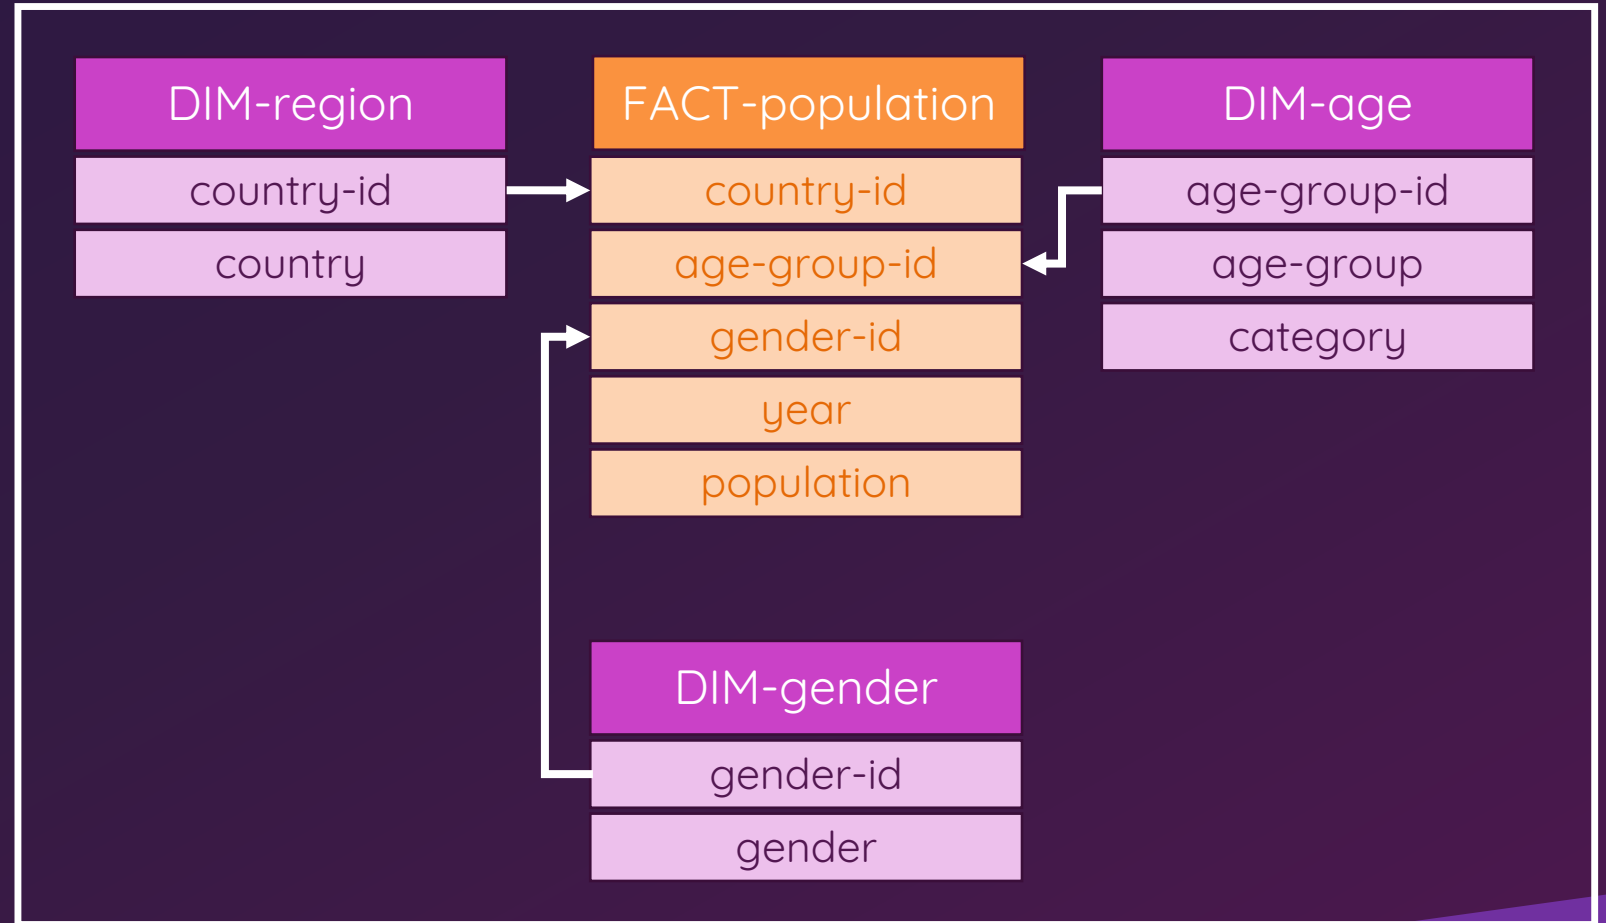 DIM-region
country-id
country
FACT-population
country-id
age-group-id
gender-id
year
population
DIM-age
age-group-id
age-group
category
DIM-gender
gender-id
gender